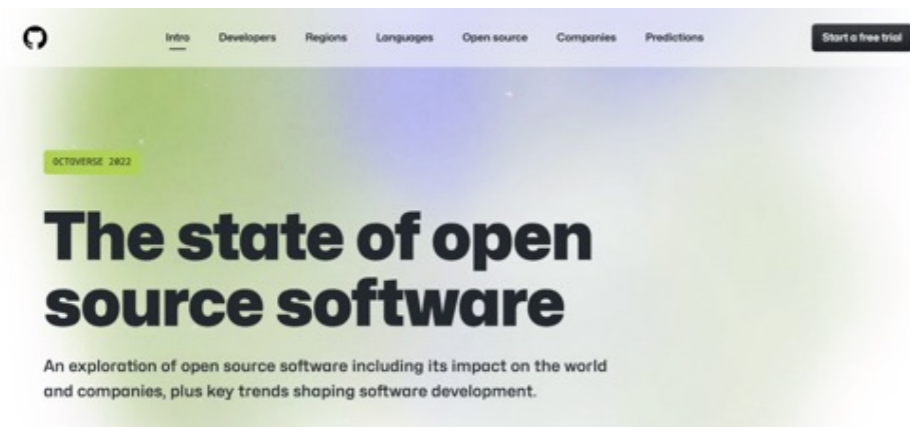 Intro Developers Regions Languages Open source Companies Predictions Start a free trial
OCTOVERSE 2022
The state of open
source software
An exploration of open source software including its impact on the world
and companies, plus key trends shaping software development.